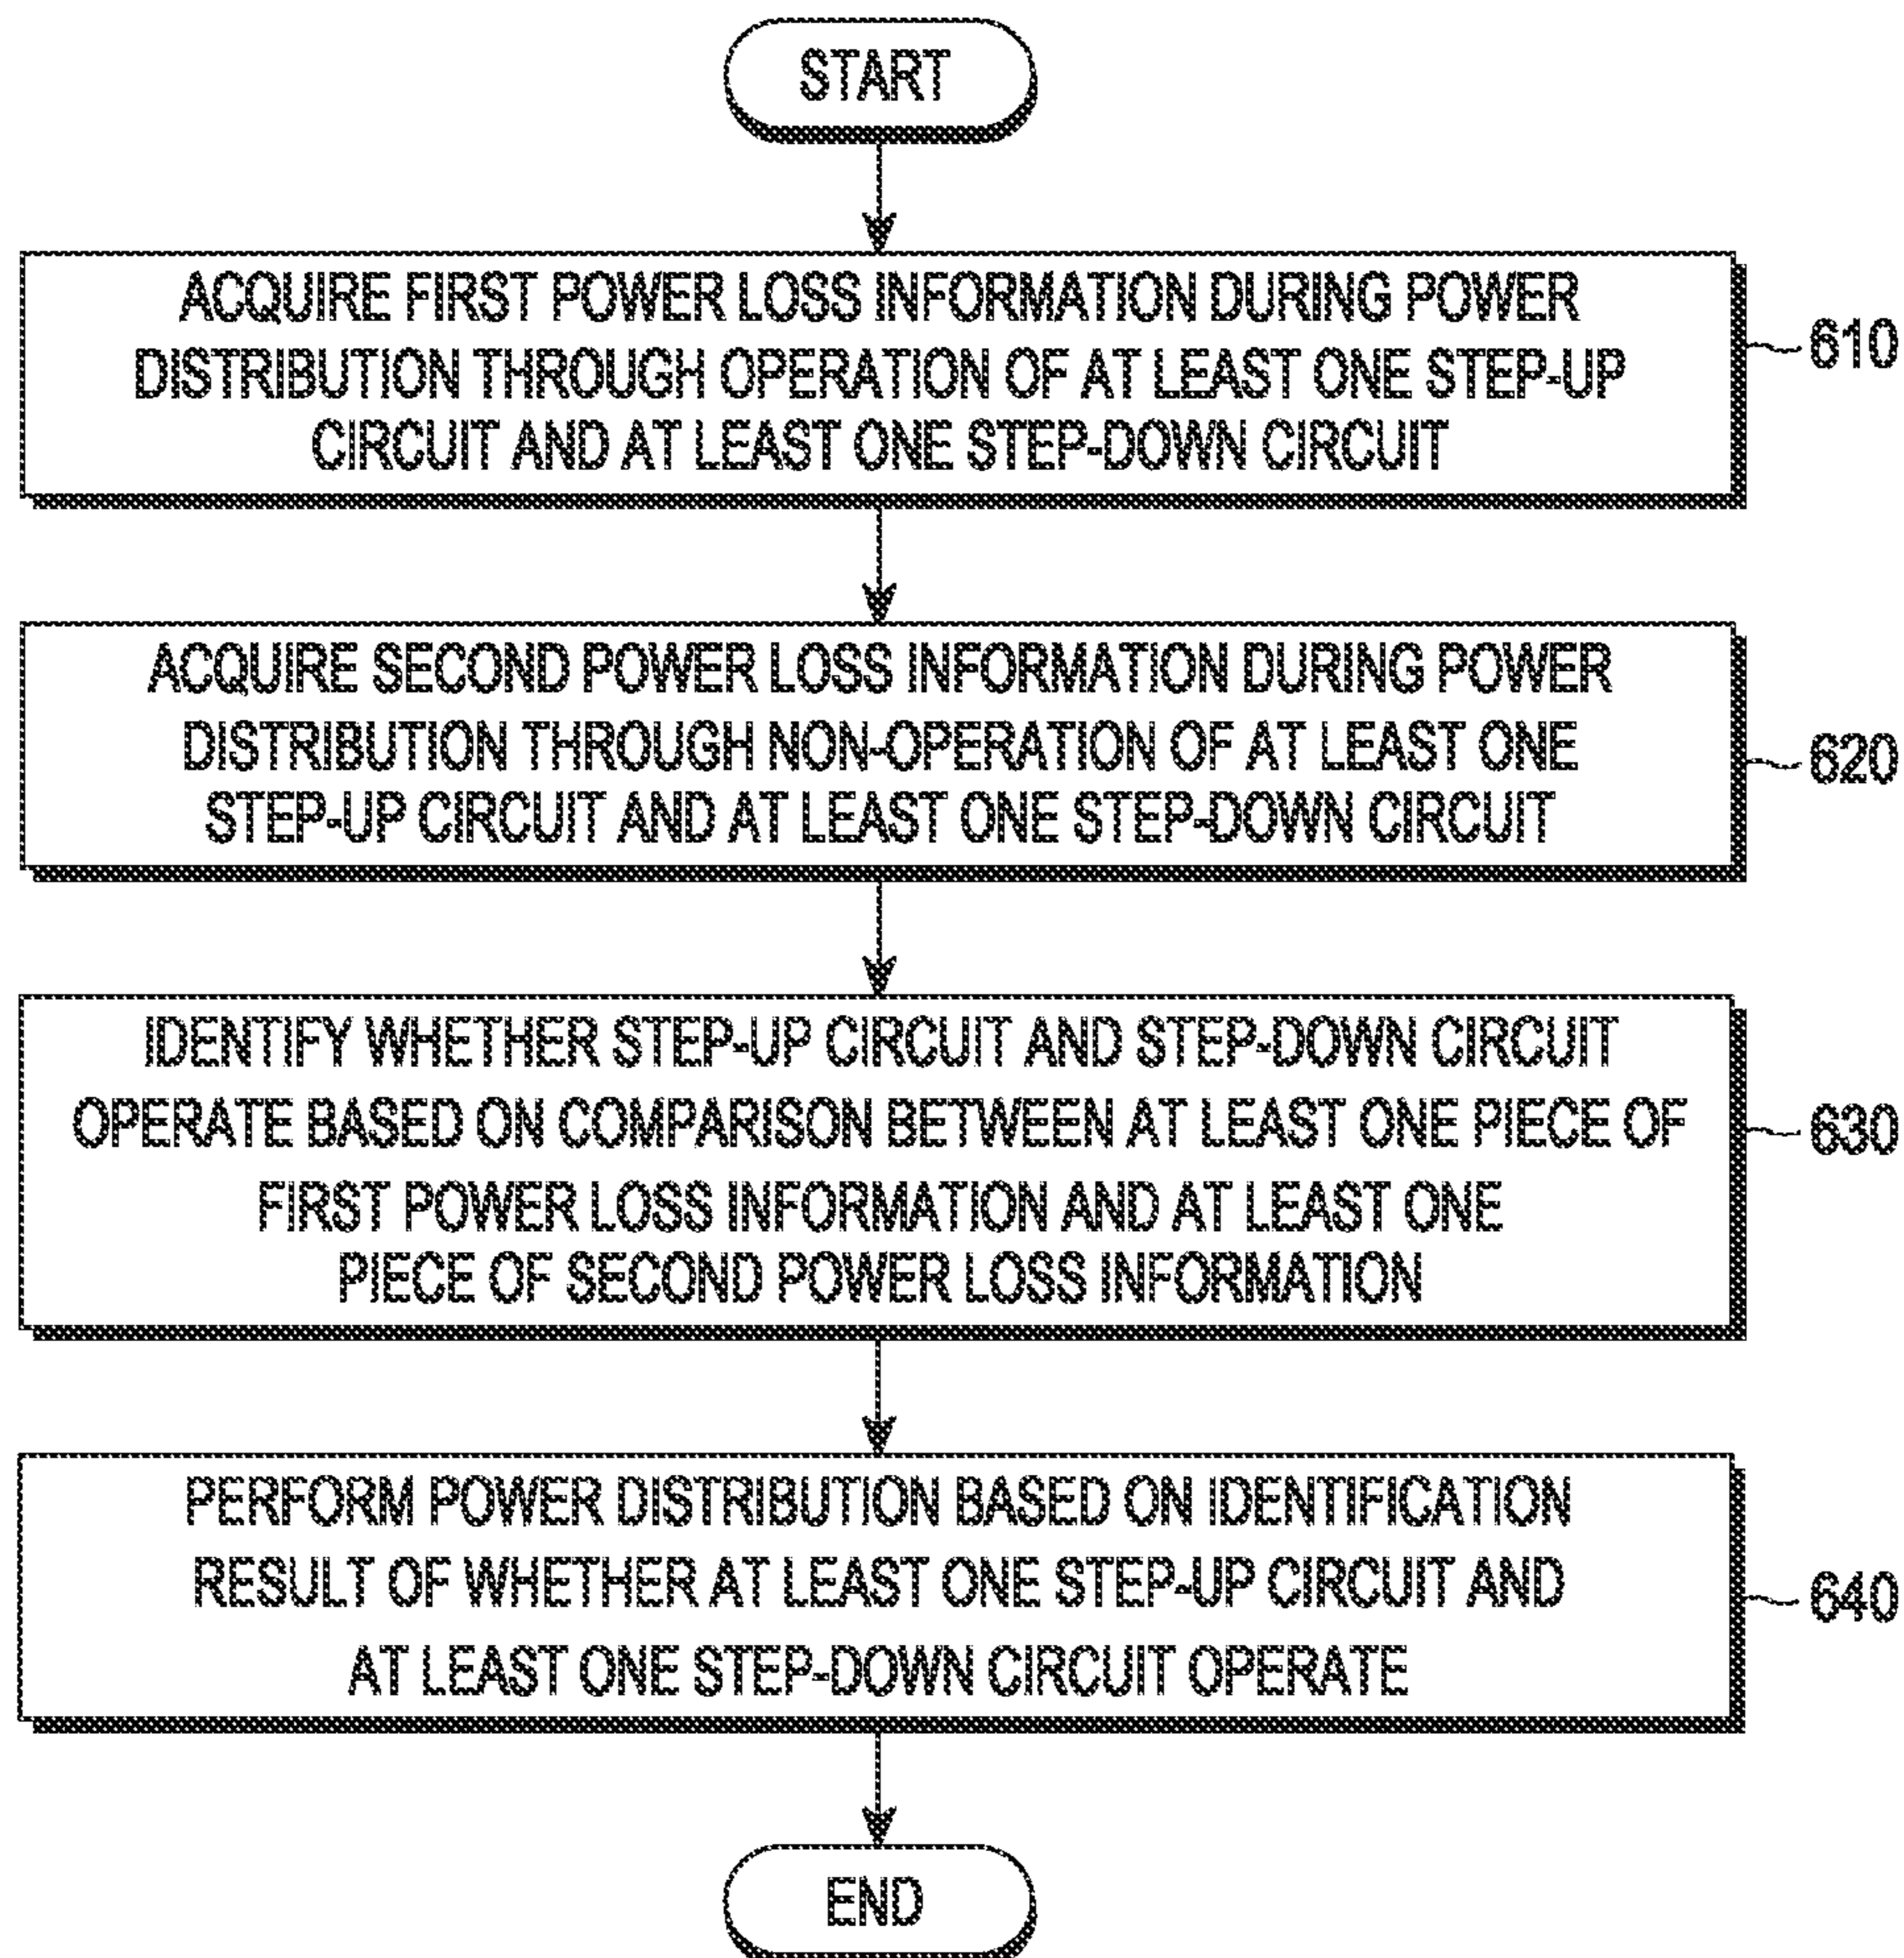 START
ACQUIRE FIRST POWER LOSS INFORMATION DURING POWER
DISTRIBUTION THROUGH OPERATION OF AT LEAST ONE STEP-UP
CIRCUIT AND AT LEAST ONE STEP-DOWN CIRCUIT
610
ACQUIRE SECOND POWER LOSS INFORMATION DURING POWER
DISTRIBUTION THROUGH NON-OPERATION OF AT LEAST ONE
STEP-UP CIRCUIT AND AT LEAST ONE STEP-DOWN CIRCUIT
620
IDENTIFY WHETHER STEP-UP CIRCUIT AND STEP-DOWN CIRCUIT
OPERATE BASED ON COMPARISON BETWEEN AT LEAST ONE PIECE OF
FIRST POWER LOSS INFORMATION AND AT LEAST ONE
PIECE OF SECOND POWER LOSS INFORMATION
630
PERFORM POWER DISTRIBUTION BASED ON IDENTIFICATION
RESULT OF WHETHER AT LEAST ONE STEP-UP CIRCUIT AND
AT LEAST ONE STEP-DOWN CIRCUIT OPERATE
640
END